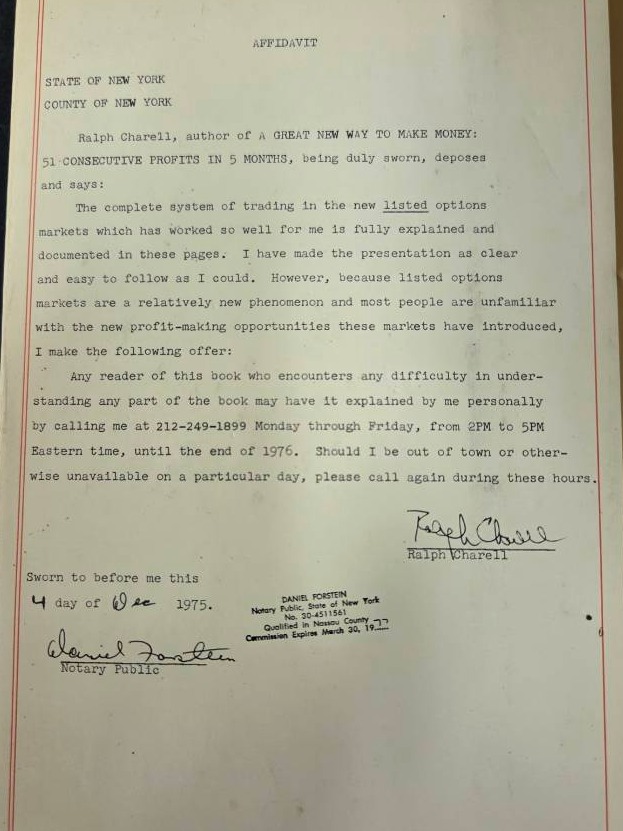 AFFIDAVIT
STATE OF NEW YORK
COUNTY OF NEW YORK
Ralph Charell, author of A GREAT NEW WAY TO MAKE MONEY:
51 CONSECUTIVE PROFITS IN 5 MONTHS, being duly sworn, deposes
and says:
The complete system of trading in the new listed options
markets which has worked so well for me is fully explained and
documented in these pages. I have made the presentation as clear
and easy to follow as I could. However, because listed options
markets are a relatively new phenomenon and most people are unfamiliar
with the new profit-making opportunities these markets have introduced,
I make the following offer:
Any reader of this book who encounters any difficulty in under-
standing any part of the book may have it explained by me personally
by calling me at 212-249-1899 Monday through Friday, from 2PM to 5PM
Eastern time, until the end of 1976. Should I be out of town or other-
wise unavailable on a particular day, please call again during these hours.
Ralph Charell
Ralph Charell
Sworn to before me this
4 day of Dec 1975.
DANIEL FORSTEIN
Notary Public, State of New York
No. 30-4511561
Qualified in Nassau County
Commission Expires March 30, 1977
Daniel Forstein
Notary Public